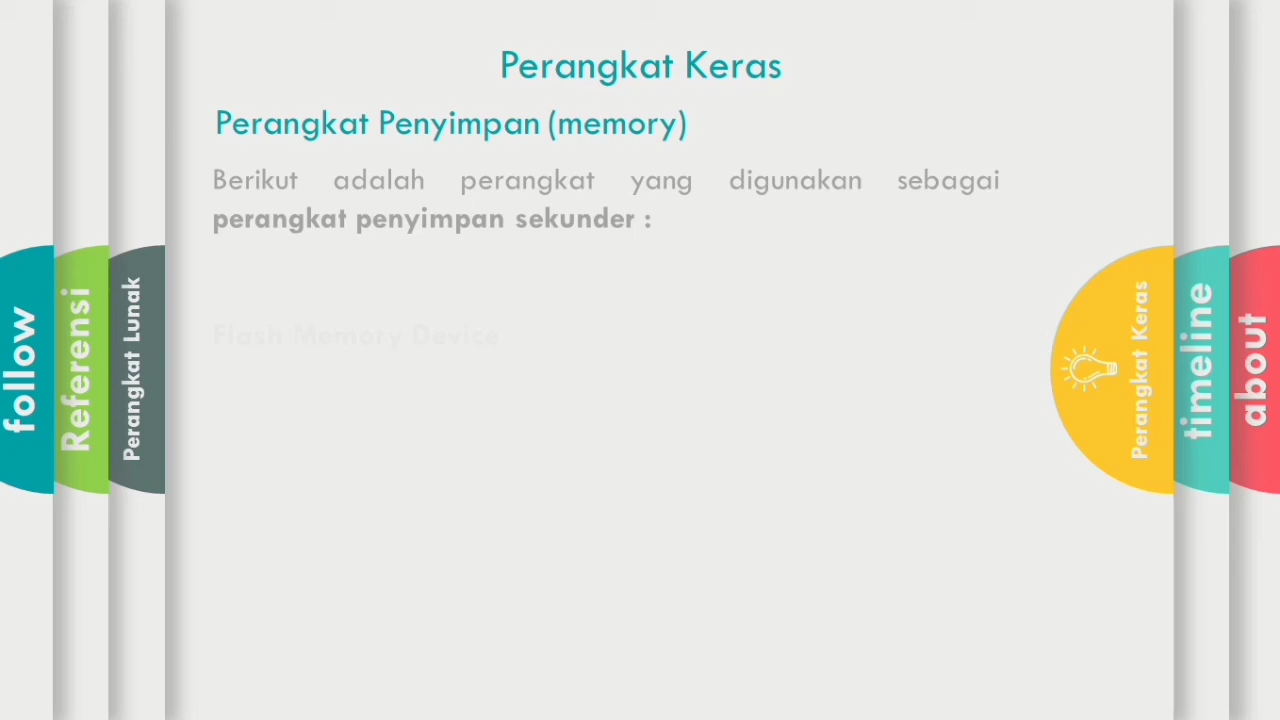 Perangkat Keras
Perangkat Penyimpan (memory)
Berikut adalah perangkat yang digunakan sebagai
perangkat penyimpan sekunder :
Flash Memory Device
follow
Referensi
Perangkat Lunak
Perangkat Keras
timeline
about